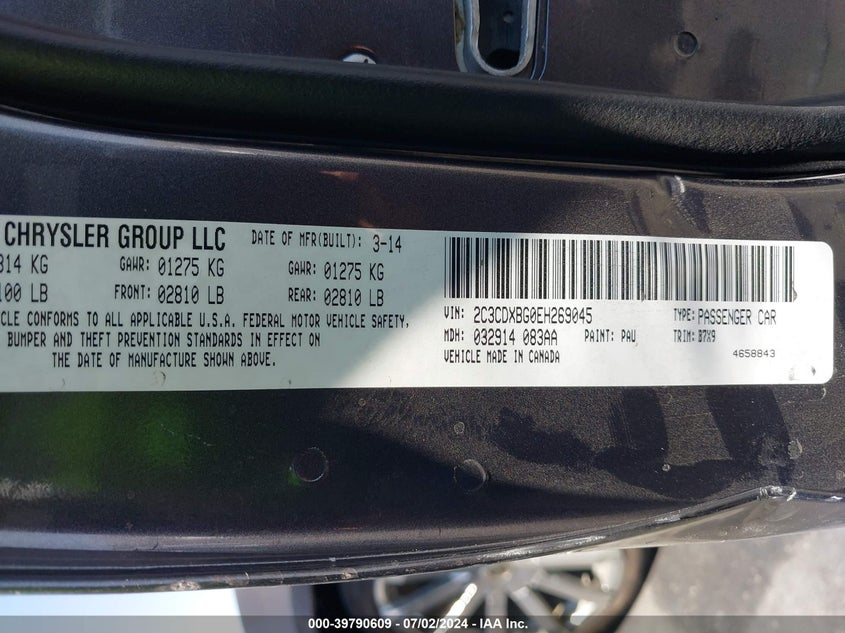 CHRYSLER GROUP LLC DATE OF MFR(BUILT): 3-14
814 KG GAWR: 01275 KG GAWR: 01275 KG
100 LB FRONT: 02810 LB REAR: 02810 LB
CLE CONFORMS TO ALL APPLICABLE U.S.A. FEDERAL MOTOR VEHICLE SAFETY,
BUMPER AND THEFT PREVENTION STANDARDS IN EFFECT ON
THE DATE OF MANUFACTURE SHOWN ABOVE.
VIN: 2C3CDXBG0EH269045 TYPE: PASSENGER CAR
MDH: 032914 083AA PAINT: PAU TRIM: B7X9
VEHICLE MADE IN CANADA 4658843
000-39790609 - 07/02/2024 - IAA Inc.